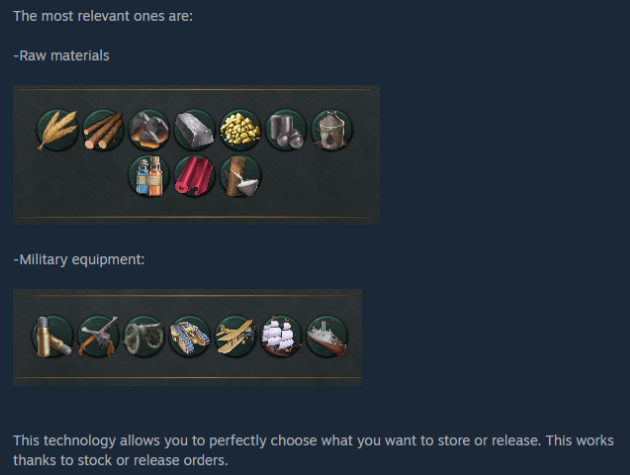 The most relevant ones are:
-Raw materials
-Military equipment:
This technology allows you to perfectly choose what you want to store or release. This works
thanks to stock or release orders.